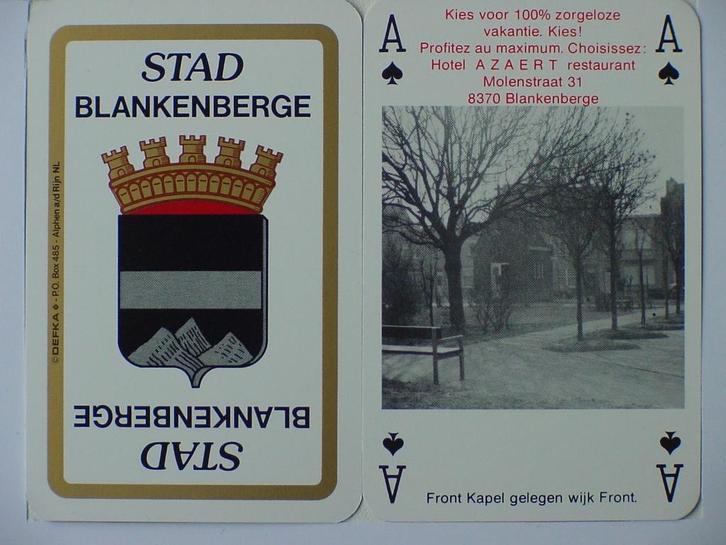 STAD
BLANKENBERGE
© DEFKA - P.O. Box 485 - Alphen a/d Rijn NL
BLANKENBERGE
STAD
A
Kies voor 100% zorgeloze
vakantie. Kies!
Profitez au maximum. Choisissez:
Hotel A Z A E R T restaurant
Molenstraat 31
8370 Blankenberge
A
A
Front Kapel gelegen wijk Front.
A